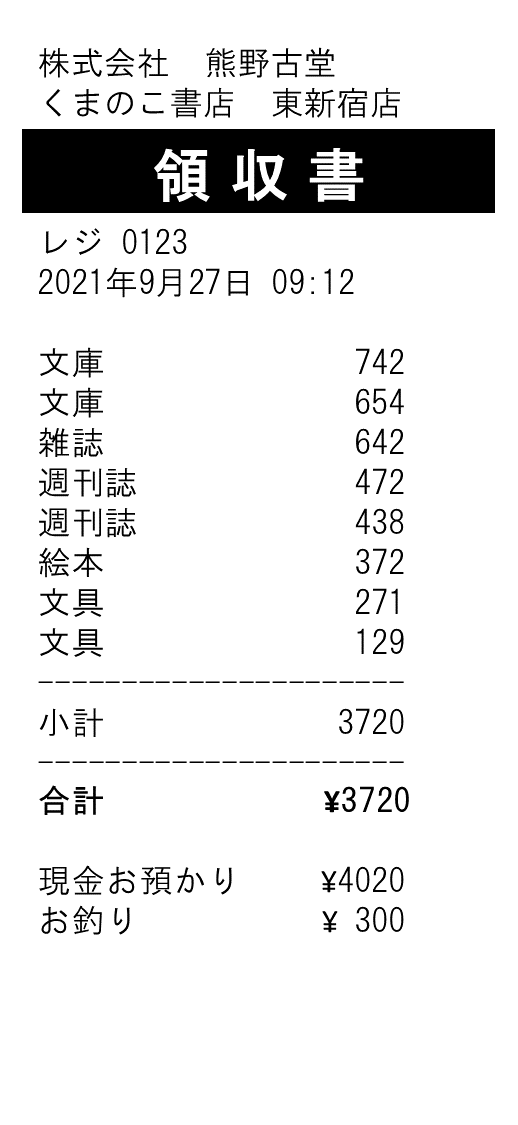 株式会社　熊野古堂
くまのこ書店　東新宿店
領収書
レジ 0123
2021年9月27日 09:12
文庫 742
文庫 654
雑誌 642
週刊誌 472
週刊誌 438
絵本 372
文具 271
文具 129
----------------------
小計 3720
----------------------
合計 ¥3720
現金お預かり ¥4020
お釣り ¥ 300